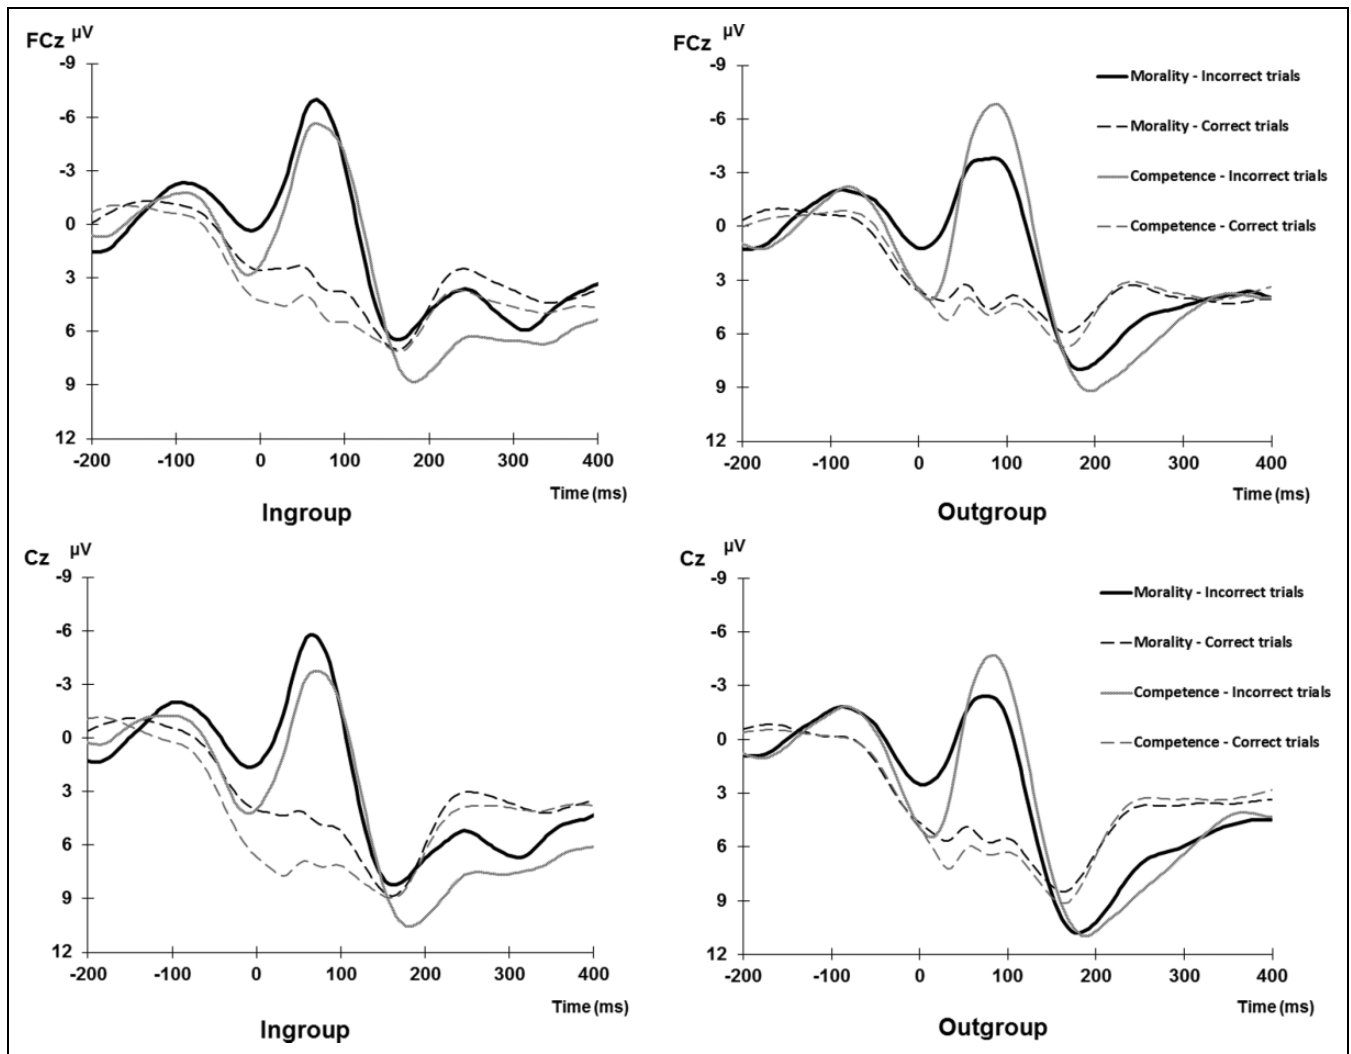 FCz µV
-9
-6
-3
0
3
6
9
12
-200 -100 0 100 200 300 400
Time (ms)
Ingroup
FCz µV
-9
-6
-3
0
3
6
9
12
-200 -100 0 100 200 300 400
Time (ms)
Outgroup
Morality - Incorrect trials
Morality - Correct trials
Competence - Incorrect trials
Competence - Correct trials
Cz µV
-9
-6
-3
0
3
6
9
12
-200 -100 0 100 200 300 400
Time (ms)
Ingroup
Cz µV
-9
-6
-3
0
3
6
9
12
-200 -100 0 100 200 300 400
Time (ms)
Outgroup
Morality - Incorrect trials
Morality - Correct trials
Competence - Incorrect trials
Competence - Correct trials